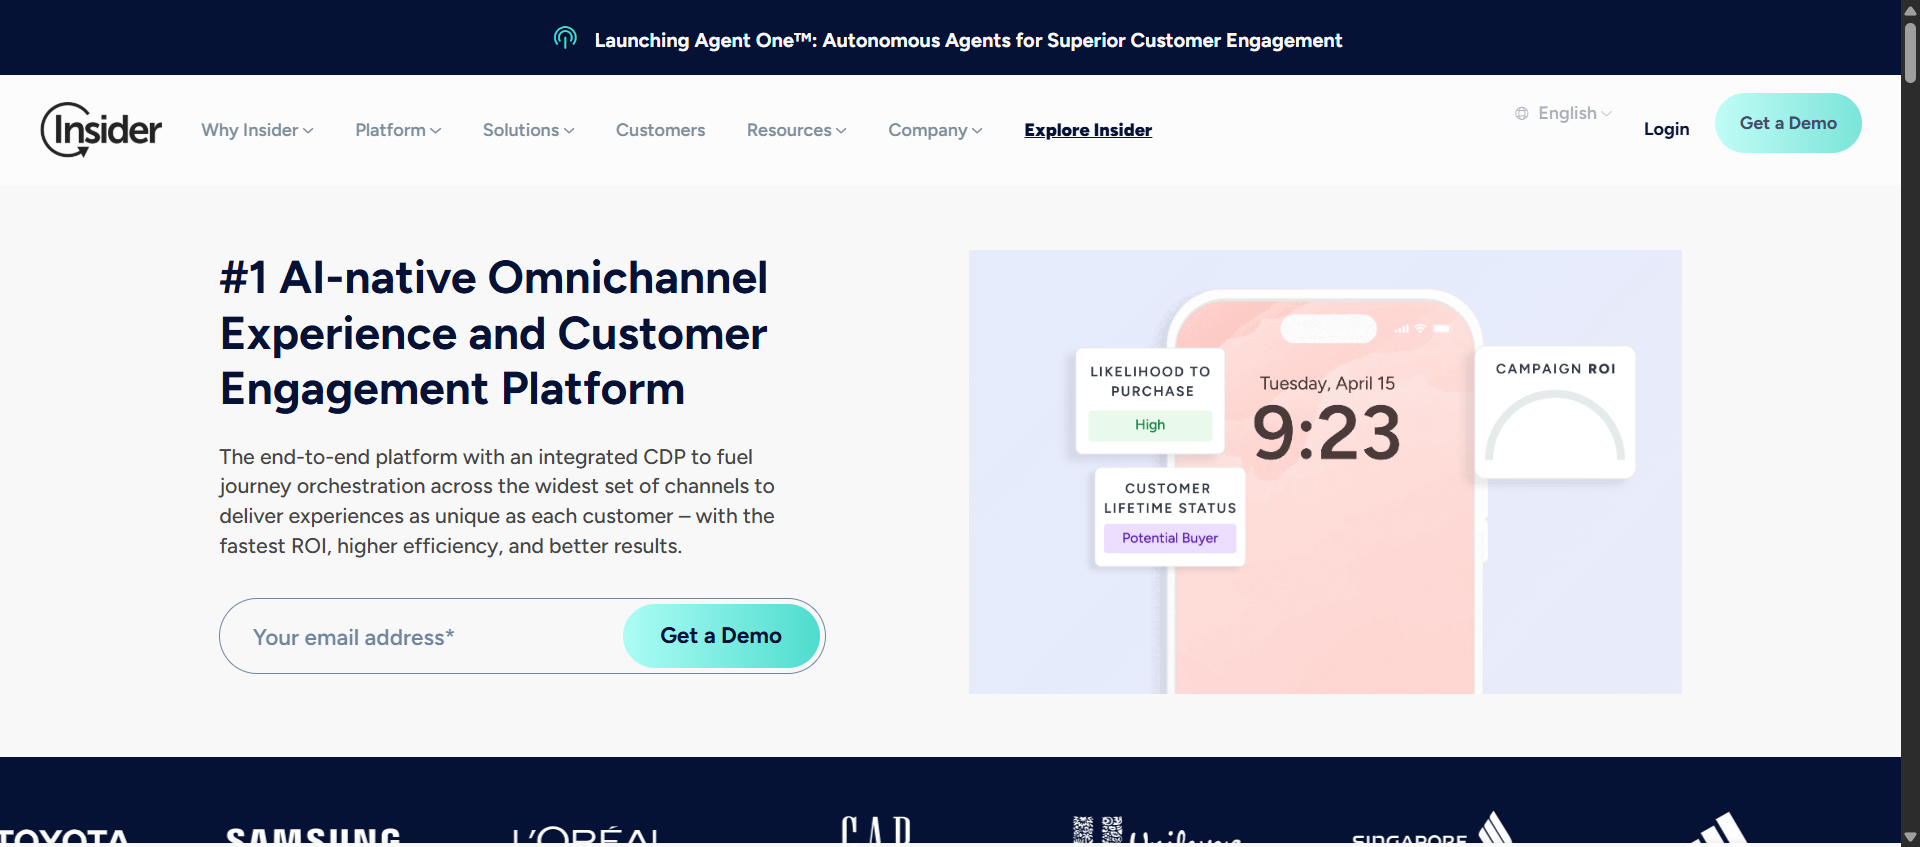 Launching Agent One™: Autonomous Agents for Superior Customer Engagement
Insider
Why Insider
Platform
Solutions
Customers
Resources
Company
Explore Insider
English
Login
Get a Demo
#1 AI-native Omnichannel
Experience and Customer
Engagement Platform
The end-to-end platform with an integrated CDP to fuel
journey orchestration across the widest set of channels to
deliver experiences as unique as each customer – with the
fastest ROI, higher efficiency, and better results.
Your email address*
Get a Demo
LIKELIHOOD TO
PURCHASE
High
CUSTOMER
LIFETIME STATUS
Potential Buyer
Tuesday, April 15
9:23
CAMPAIGN ROI
TOYOTA
SAMSUNG
L'ORÉAL
GAP
Unilever
SINGAPORE